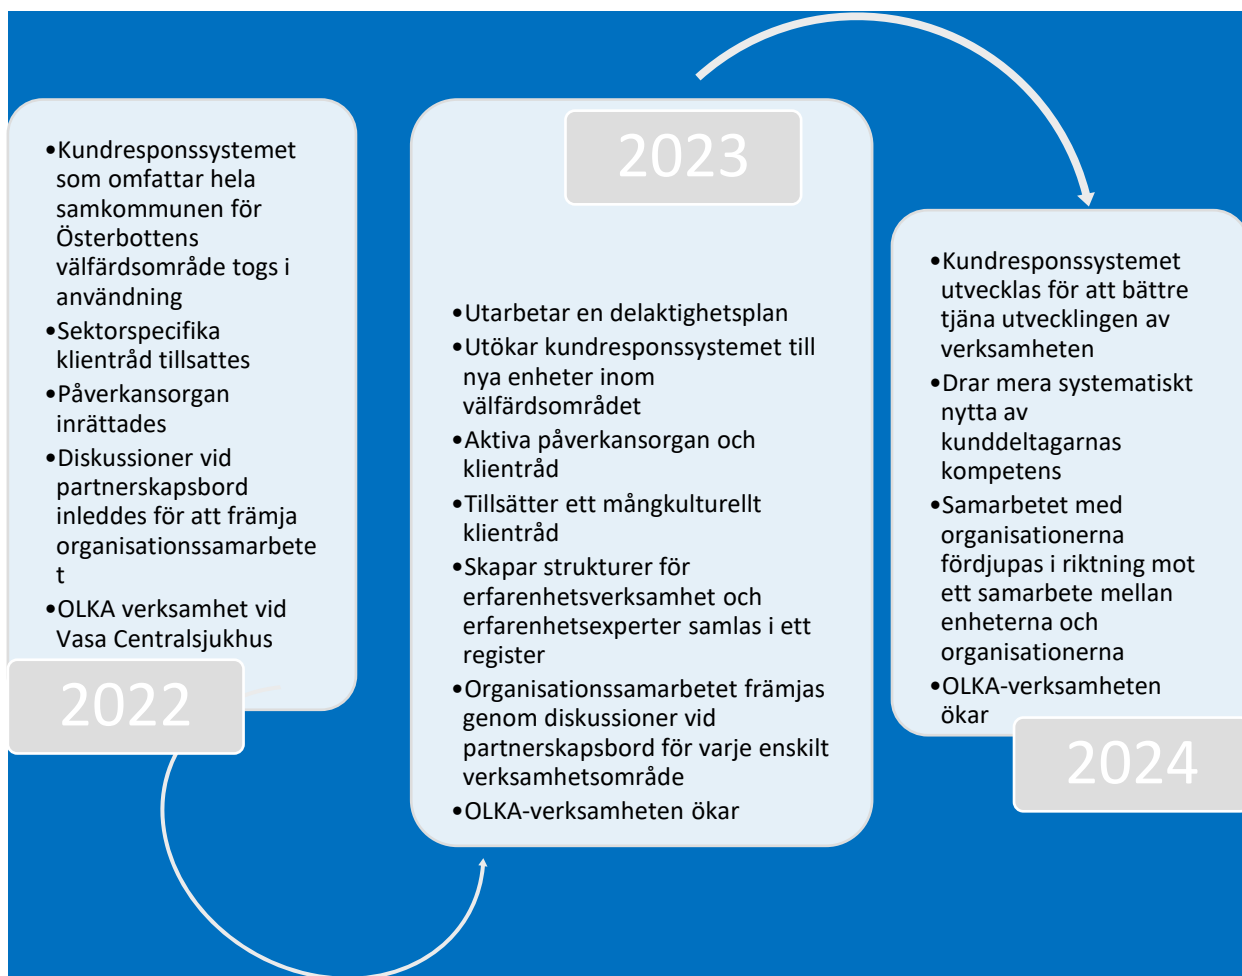 •Kundresponssystemet
som omfattar hela
samkommunen för
Österbottens
välfärdsområde togs i
användning
•Sektorspecifika
klientråd tillsattes
•Påverkansorgan
inrättades
•Diskussioner vid
partnerskapsbord
inleddes för att främja
organisationssamarbete
t
•OLKA verksamhet vid
Vasa Centralsjukhus
2022
2023
•Utarbetar en delaktighetsplan
•Utökar kundresponssystemet till
nya enheter inom
välfärdsområdet
•Aktiva påverkansorgan och
klientråd
•Tillsätter ett mångkulturellt
klientråd
•Skapar strukturer för
erfarenhetsverksamhet och
erfarenhetsexperter samlas i ett
register
•Organisationssamarbetet främjas
genom diskussioner vid
partnerskapsbord för varje enskilt
verksamhetsområde
•OLKA-verksamheten ökar
•Kundresponssystemet
utvecklas för att bättre
tjäna utvecklingen av
verksamheten
•Drar mera systematiskt
nytta av
kunddeltagarnas
kompetens
•Samarbetet med
organisationerna
fördjupas i riktning mot
ett samarbete mellan
enheterna och
organisationerna
•OLKA-verksamheten
ökar
2024